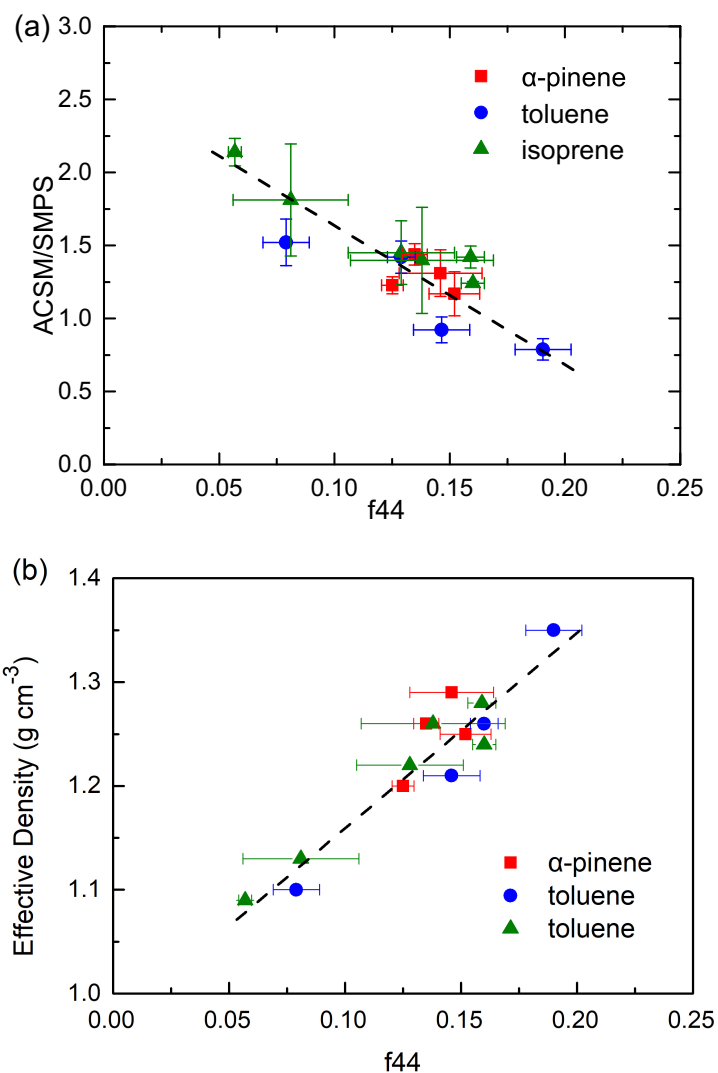 (a)
3.0
2.5
2.0
1.5
1.0
0.5
0.0
ACSM/SMPS
α-pinene
toluene
isoprene
0.00 0.05 0.10 0.15 0.20 0.25
f44
(b)
1.4
1.3
1.2
1.1
1.0
Effective Density (g cm⁻³)
α-pinene
toluene
toluene
0.00 0.05 0.10 0.15 0.20 0.25
f44